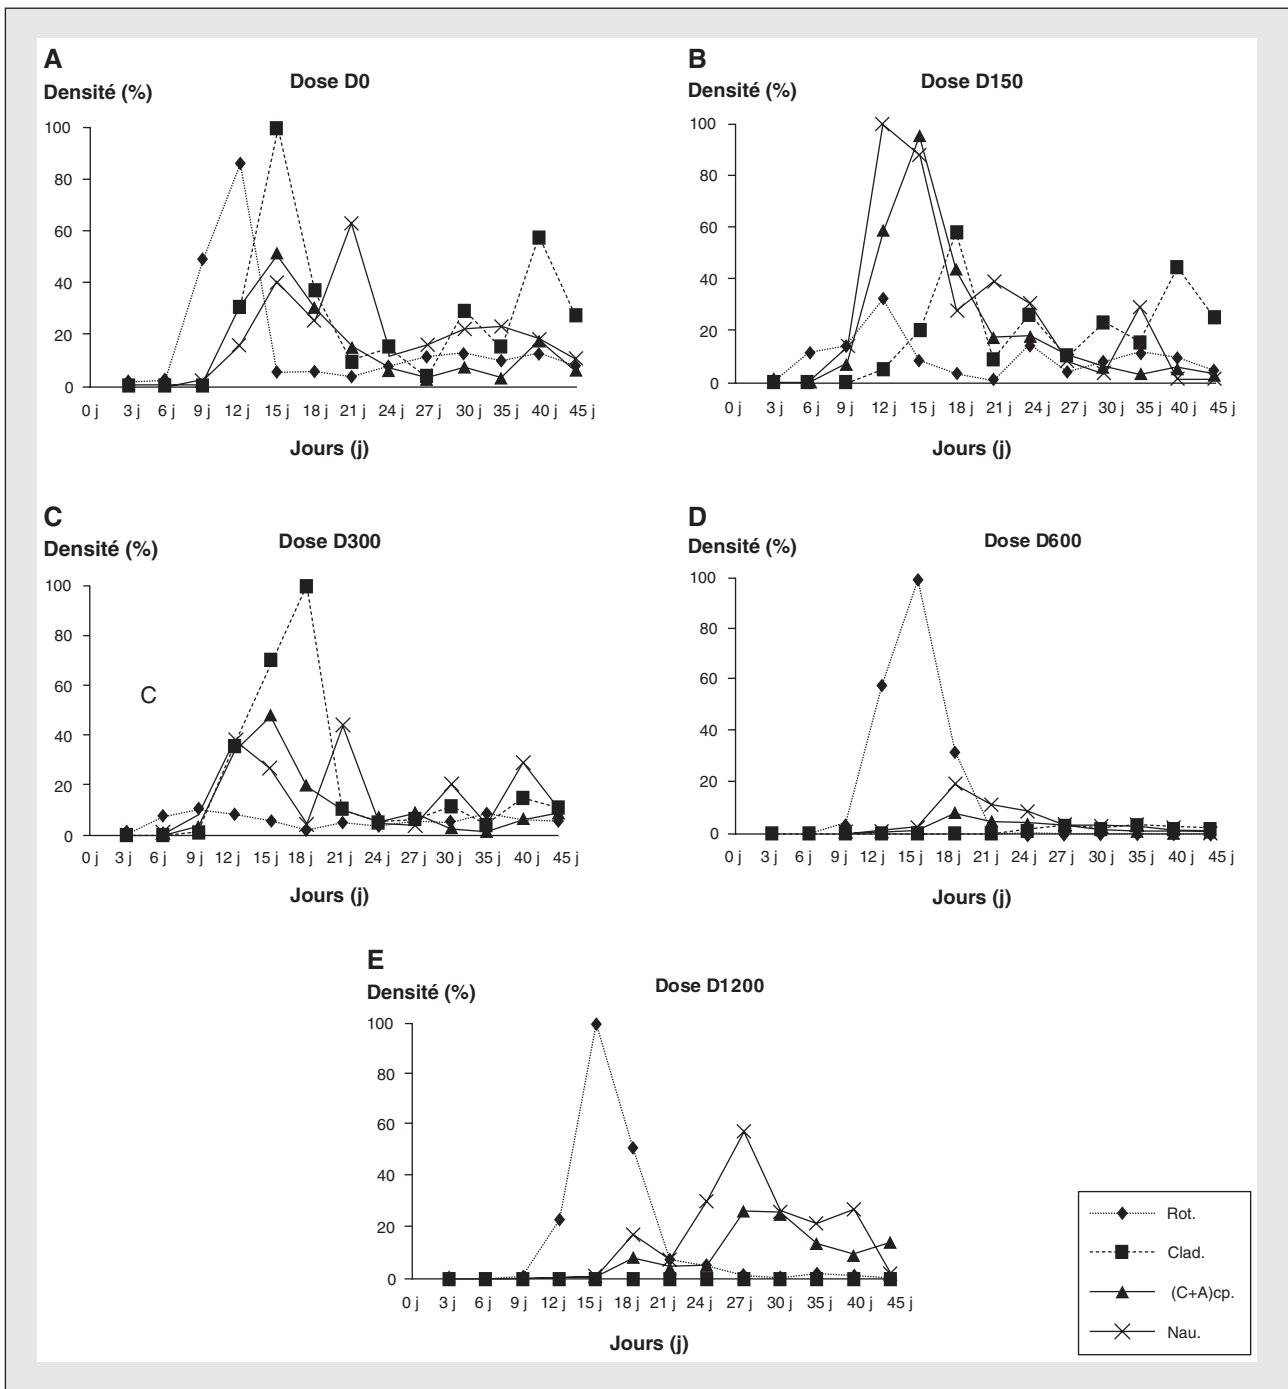 A
Densité (%)
Dose D0
100
80
60
40
20
0
0 j 3 j 6 j 9 j 12 j 15 j 18 j 21 j 24 j 27 j 30 j 35 j 40 j 45 j
Jours (j)
B
Densité (%)
Dose D150
100
80
60
40
20
0
0 j 3 j 6 j 9 j 12 j 15 j 18 j 21 j 24 j 27 j 30 j 35 j 40 j 45 j
Jours (j)
C
Densité (%)
Dose D300
100
80
60
C
40
20
0
0 j 3 j 6 j 9 j 12 j 15 j 18 j 21 j 24 j 27 j 30 j 35 j 40 j 45 j
Jours (j)
D
Densité (%)
Dose D600
100
80
60
40
20
0
0 j 3 j 6 j 9 j 12 j 15 j 18 j 21 j 24 j 27 j 30 j 35 j 40 j 45 j
Jours (j)
E
Densité (%)
Dose D1200
100
80
60
40
20
0
0 j 3 j 6 j 9 j 12 j 15 j 18 j 21 j 24 j 27 j 30 j 35 j 40 j 45 j
Jours (j)
Rot.
Clad.
(C+A)cp.
Nau.